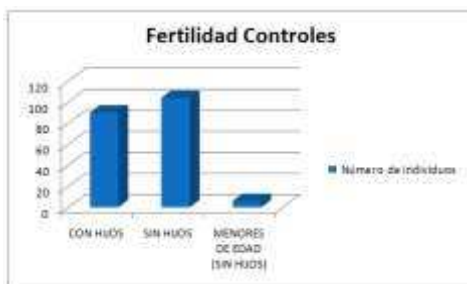 Fertilidad Controles
120
100
80
60
40
20
0
CON HIJOS
SIN HIJOS
MENORES
DE EDAD
(SIN HIJOS)
Número de individuos